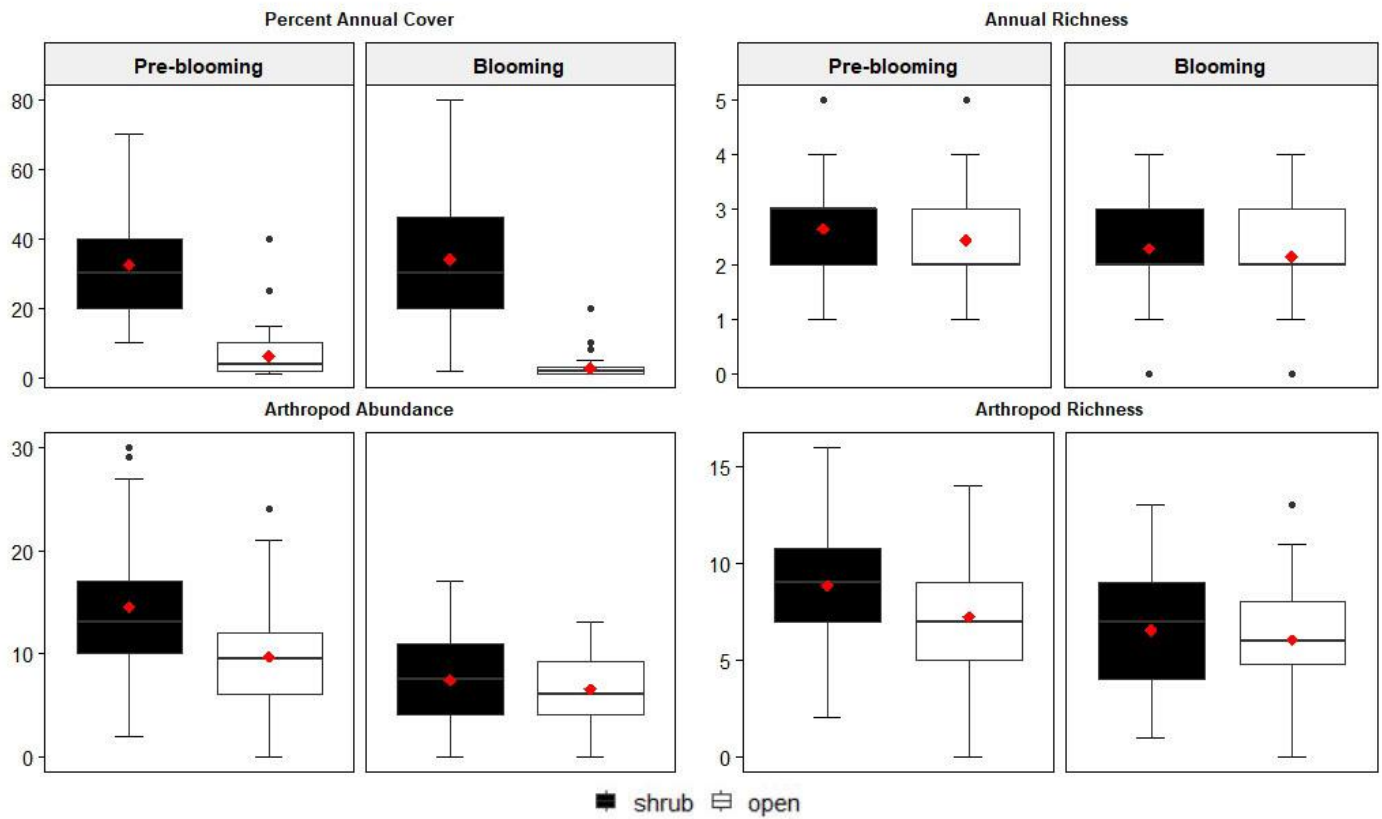 Percent Annual Cover
Annual Richness
Pre-blooming
Blooming
Pre-blooming
Blooming
80
60
40
20
0
5
4
3
2
1
0
Arthropod Abundance
Arthropod Richness
30
20
10
0
15
10
5
0
shrub open